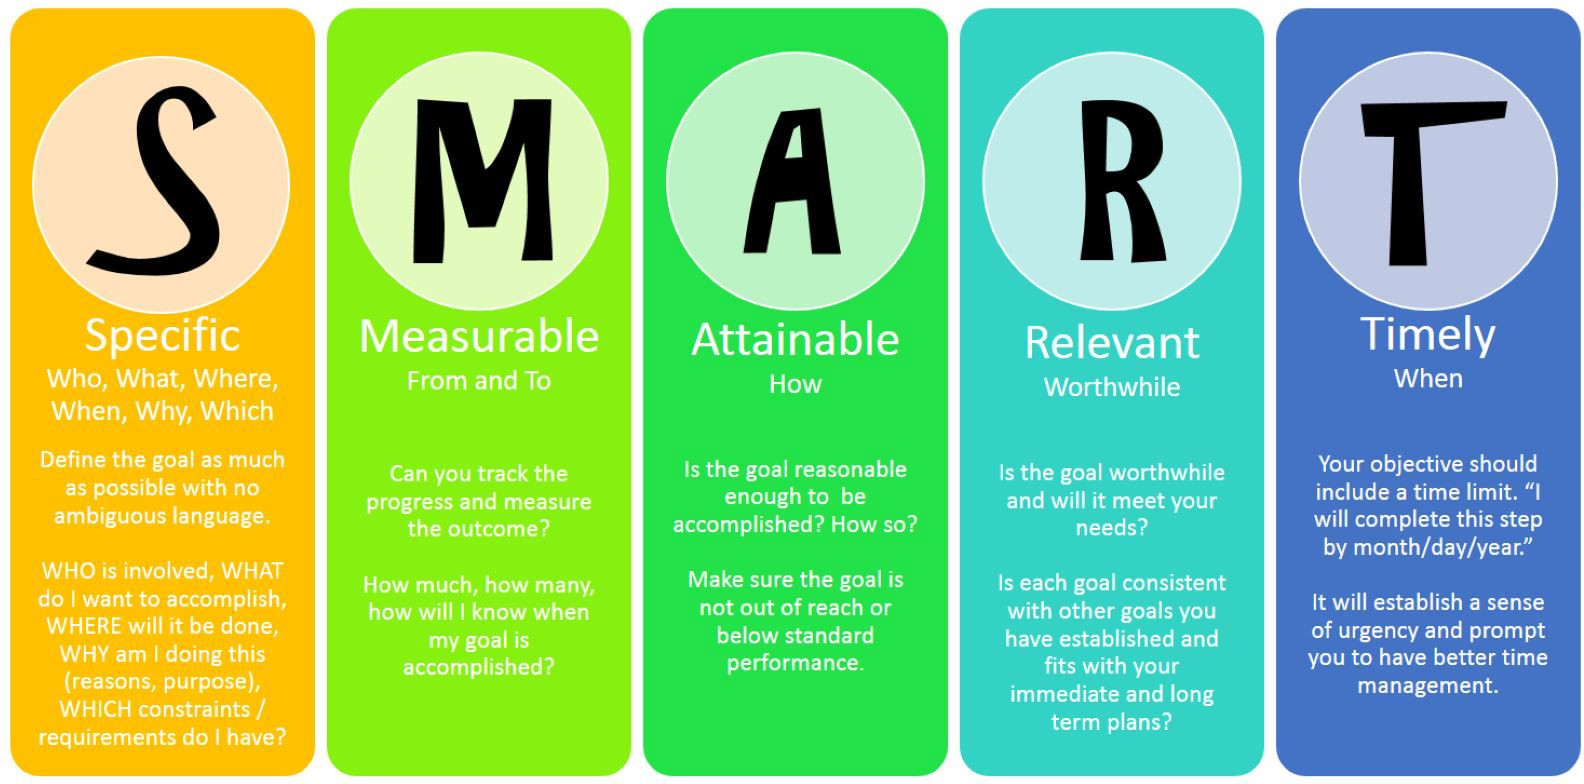 S
Specific
Who, What, Where,
When, Why, Which
Define the goal as much
as possible with no
ambiguous language.
WHO is involved, WHAT
do I want to accomplish,
WHERE will it be done,
WHY am I doing this
(reasons, purpose),
WHICH constraints /
requirements do I have?
M
Measurable
From and To
Can you track the
progress and measure
the outcome?
How much, how many,
how will I know when
my goal is
accomplished?
A
Attainable
How
Is the goal reasonable
enough to be
accomplished? How so?
Make sure the goal is
not out of reach or
below standard
performance.
R
Relevant
Worthwhile
Is the goal worthwhile
and will it meet your
needs?
Is each goal consistent
with other goals you
have established and
fits with your
immediate and long
term plans?
T
Timely
When
Your objective should
include a time limit. “I
will complete this step
by month/day/year.”
It will establish a sense
of urgency and prompt
you to have better time
management.